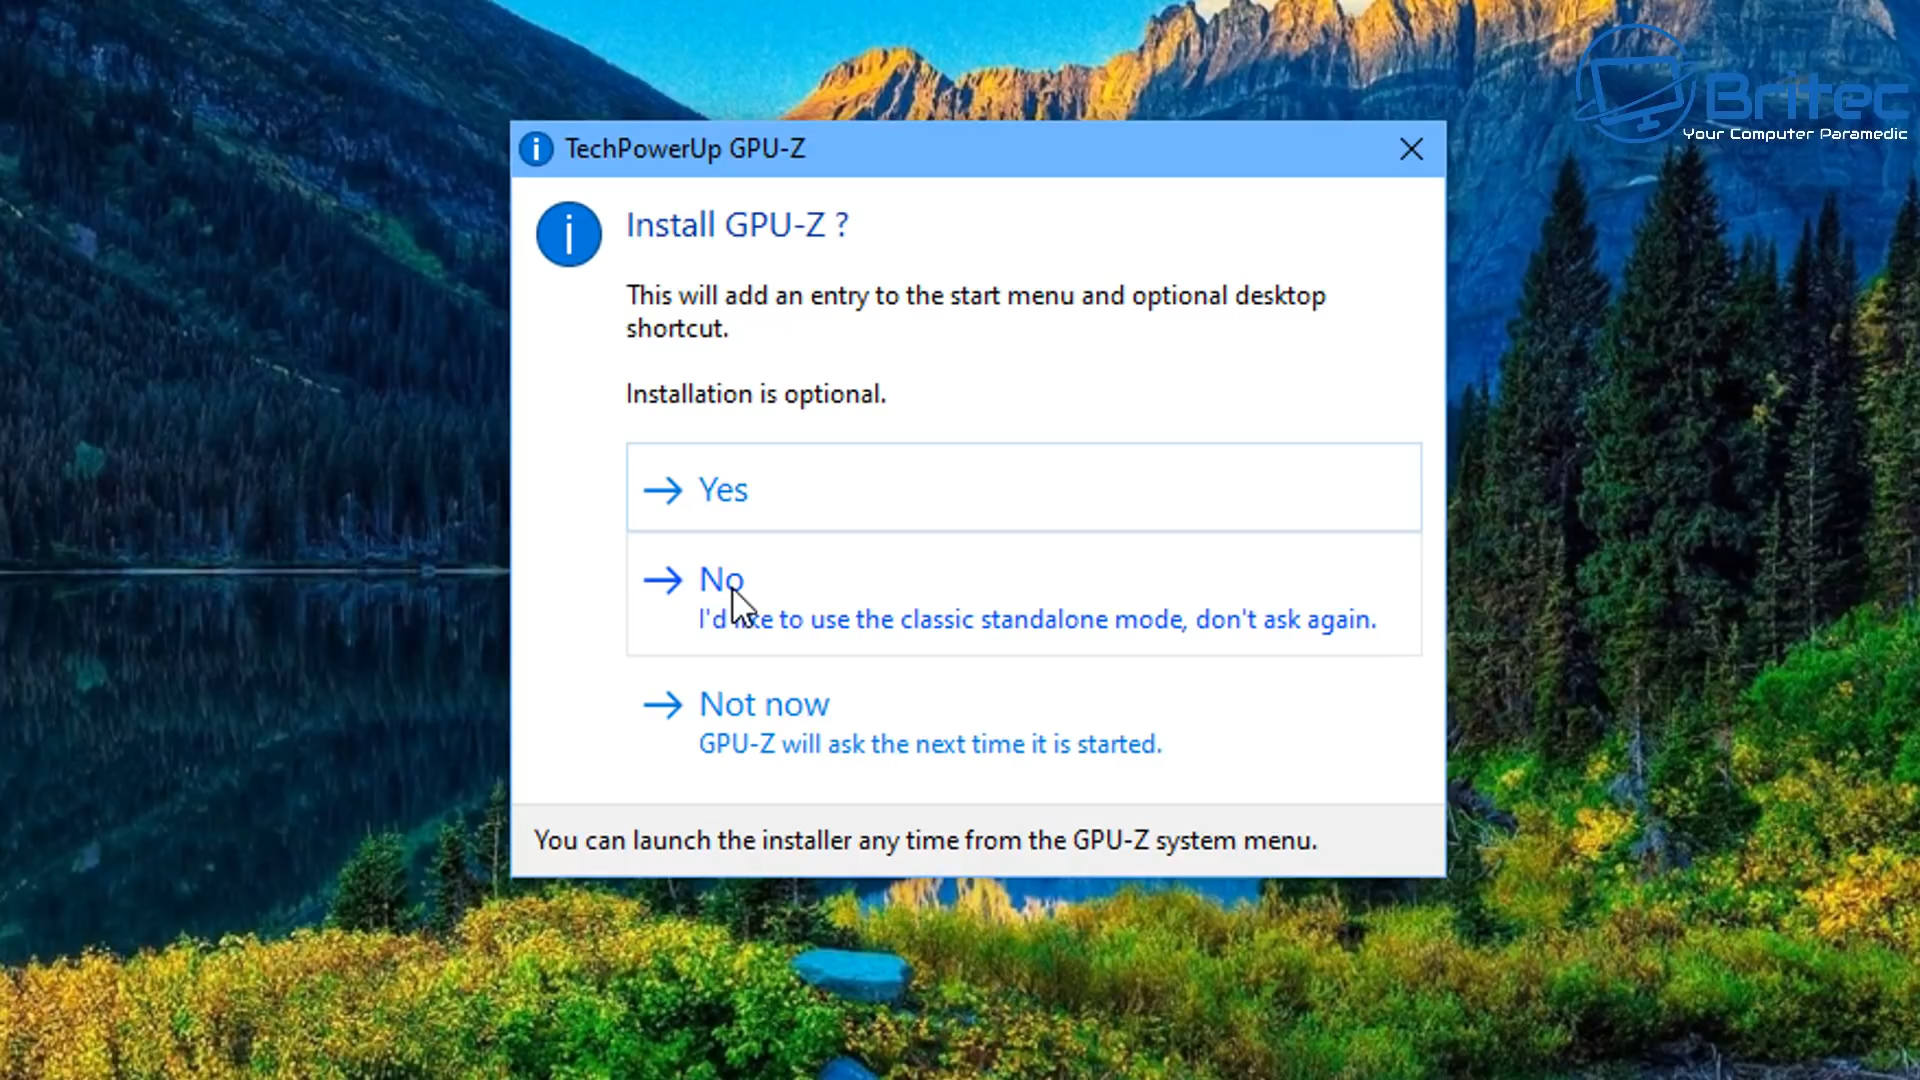 Britec
Your Computer Paramedic
TechPowerUp GPU-Z
Install GPU-Z ?
This will add an entry to the start menu and optional desktop
shortcut.
Installation is optional.
Yes
No
I'd like to use the classic standalone mode, don't ask again.
Not now
GPU-Z will ask the next time it is started.
You can launch the installer any time from the GPU-Z system menu.